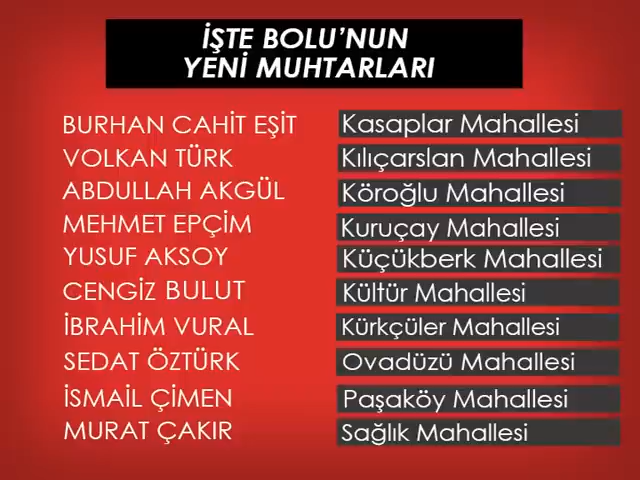 İŞTE BOLU’NUN
YENİ MUHTARLARI
BURHAN CAHİT EŞİT Kasaplar Mahallesi
VOLKAN TÜRK Kılıçarslan Mahallesi
ABDULLAH AKGÜL Köroğlu Mahallesi
MEHMET EPÇİM Kuruçay Mahallesi
YUSUF AKSOY Küçükberk Mahallesi
CENGİZ BULUT Kültür Mahallesi
İBRAHİM VURAL Kürkçüler Mahallesi
SEDAT ÖZTÜRK Ovadüzü Mahallesi
İSMAİL ÇİMEN Paşaköy Mahallesi
MURAT ÇAKIR Sağlık Mahallesi